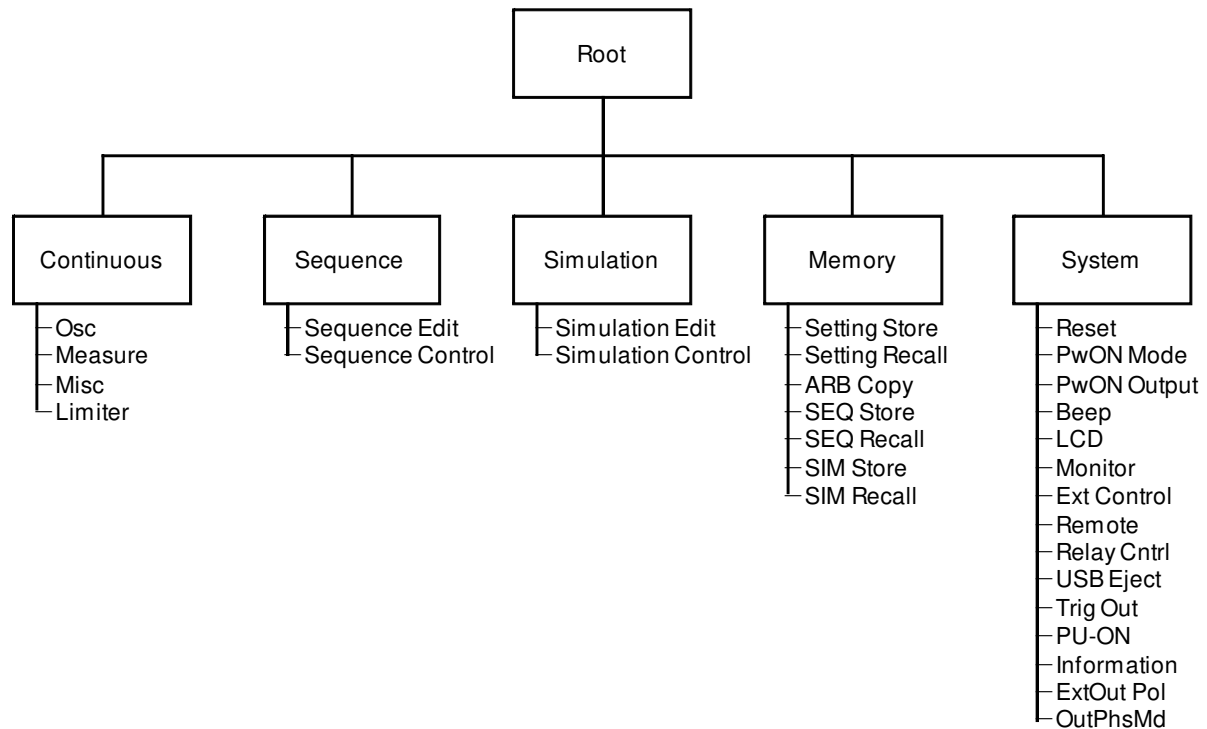 Root
Continuous
Osc
Measure
Misc
Limiter
Sequence
Sequence Edit
Sequence Control
Simulation
Simulation Edit
Simulation Control
Memory
Setting Store
Setting Recall
ARB Copy
SEQ Store
SEQ Recall
SIM Store
SIM Recall
System
Reset
PwON Mode
PwON Output
Beep
LCD
Monitor
Ext Control
Remote
Relay Cntrl
USB Eject
Trig Out
PU-ON
Information
ExtOut Pol
OutPhsMd